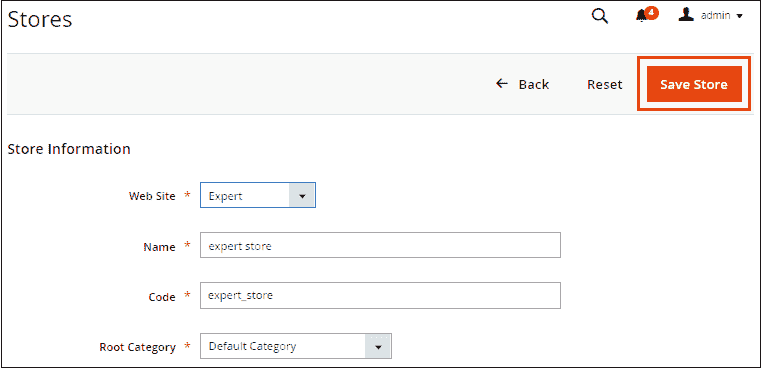 Stores
4
admin
Back
Reset
Save Store
Store Information
Web Site *
Expert
Name *
expert store
Code *
expert_store
Root Category *
Default Category